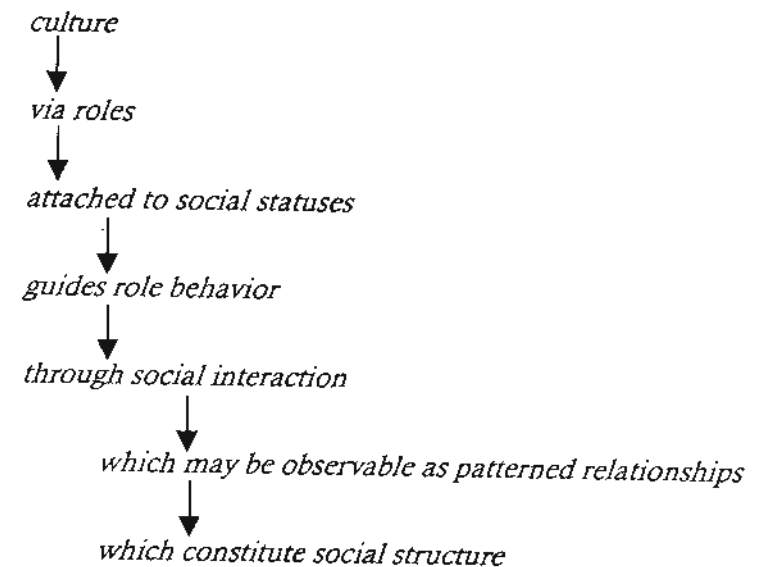 culture
via roles
attached to social statuses
guides role behavior
through social interaction
which may be observable as patterned relationships
which constitute social structure